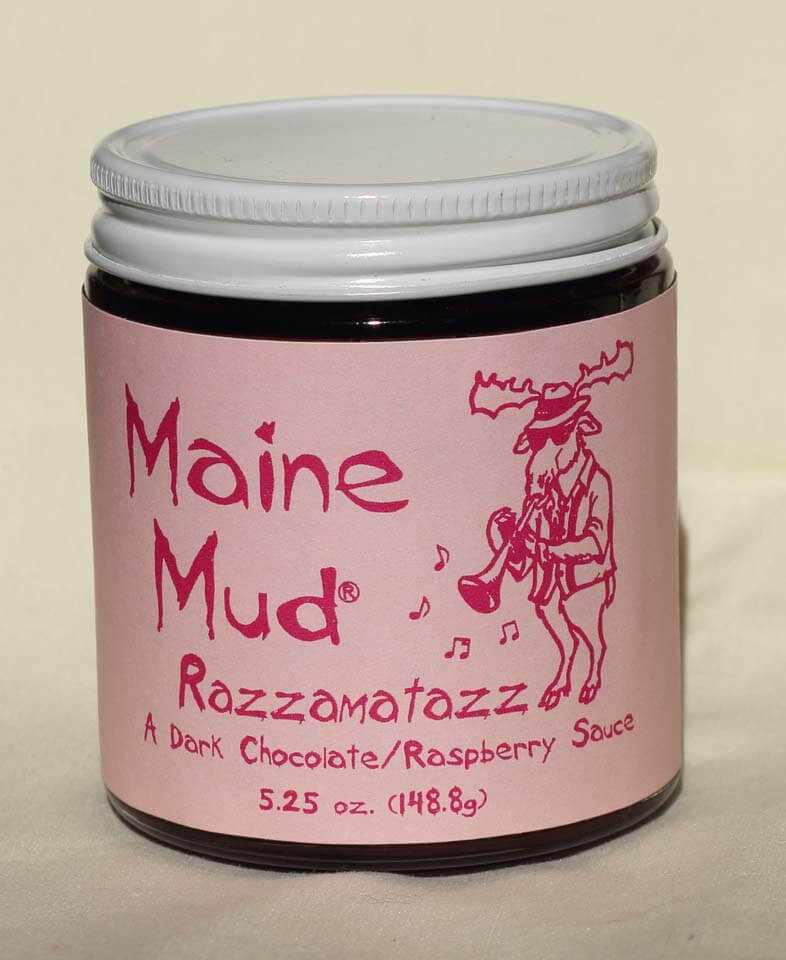 Maine
Mud®
Razzamatazz
A Dark Chocolate/Raspberry Sauce
5.25 oz. (148.8g)